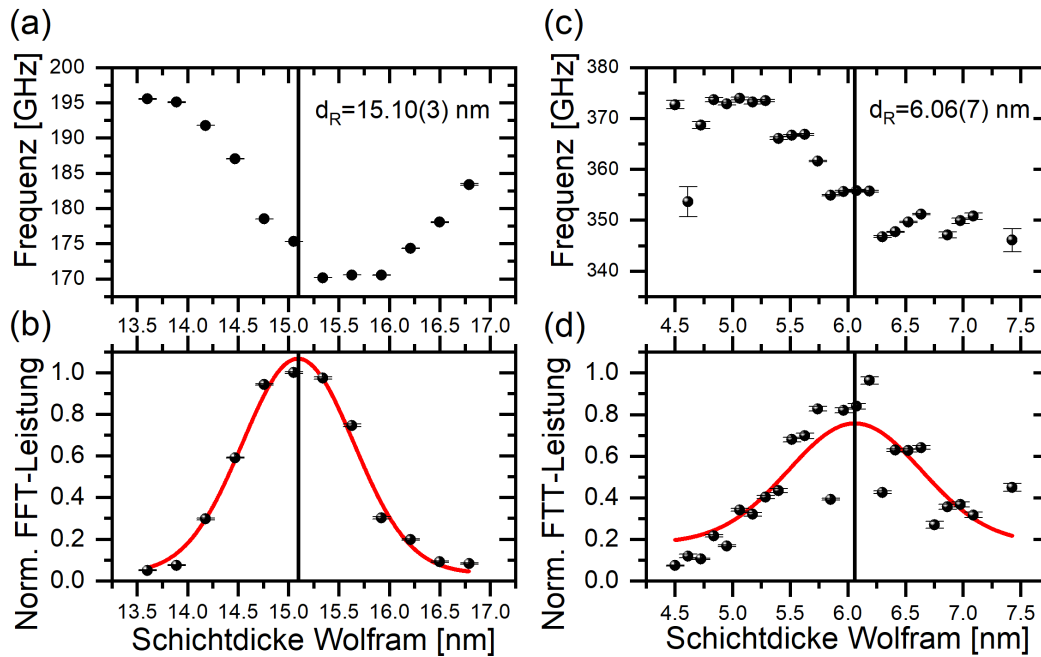 (a)
Frequenz [GHz]
200
195
190
185
180
175
170
d_R=15.10(3) nm
13.5 14.0 14.5 15.0 15.5 16.0 16.5 17.0
(b)
Norm. FFT-Leistung
1.0
0.8
0.6
0.4
0.2
0.0
13.5 14.0 14.5 15.0 15.5 16.0 16.5 17.0
Schichtdicke Wolfram [nm]
(c)
Frequenz [GHz]
380
370
360
350
340
d_R=6.06(7) nm
4.5 5.0 5.5 6.0 6.5 7.0 7.5
(d)
Norm. FTT-Leistung
1.0
0.8
0.6
0.4
0.2
0.0
4.5 5.0 5.5 6.0 6.5 7.0 7.5
Schichtdicke Wolfram [nm]